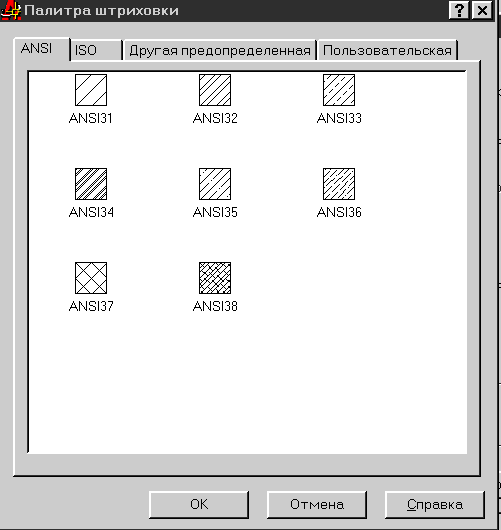 Палитра штриховки
ANSI ISO Другая предопределенная Пользовательская
ANSI31 ANSI32 ANSI33
ANSI34 ANSI35 ANSI36
ANSI37 ANSI38
OK Отмена Справка